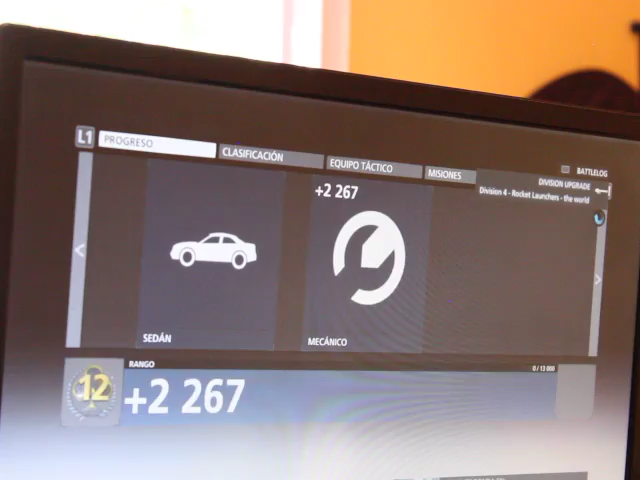 L1 PROGRESO CLASIFICACIÓN EQUIPO TÁCTICO MISIONES
BATTLELOG
DIVISION UPGRADE
Division 4 - Rocket Launchers - the world
+2 267
SEDÁN MECÁNICO
RANGO
0 / 13 000
12 +2 267